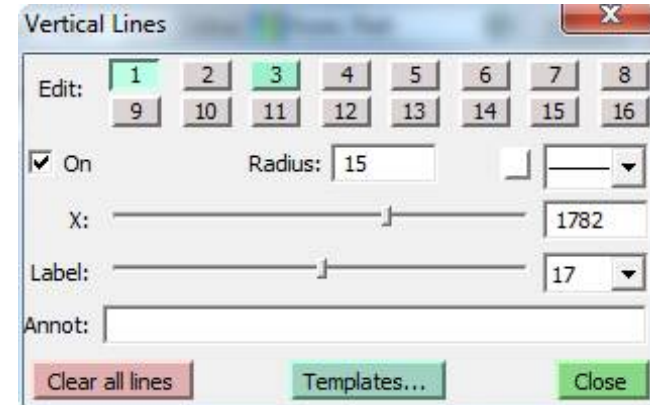 Vertical Lines
Edit: 1 2 3 4 5 6 7 8
9 10 11 12 13 14 15 16
On Radius: 15
X: 1782
Label: 17
Annot:
Clear all lines Templates... Close